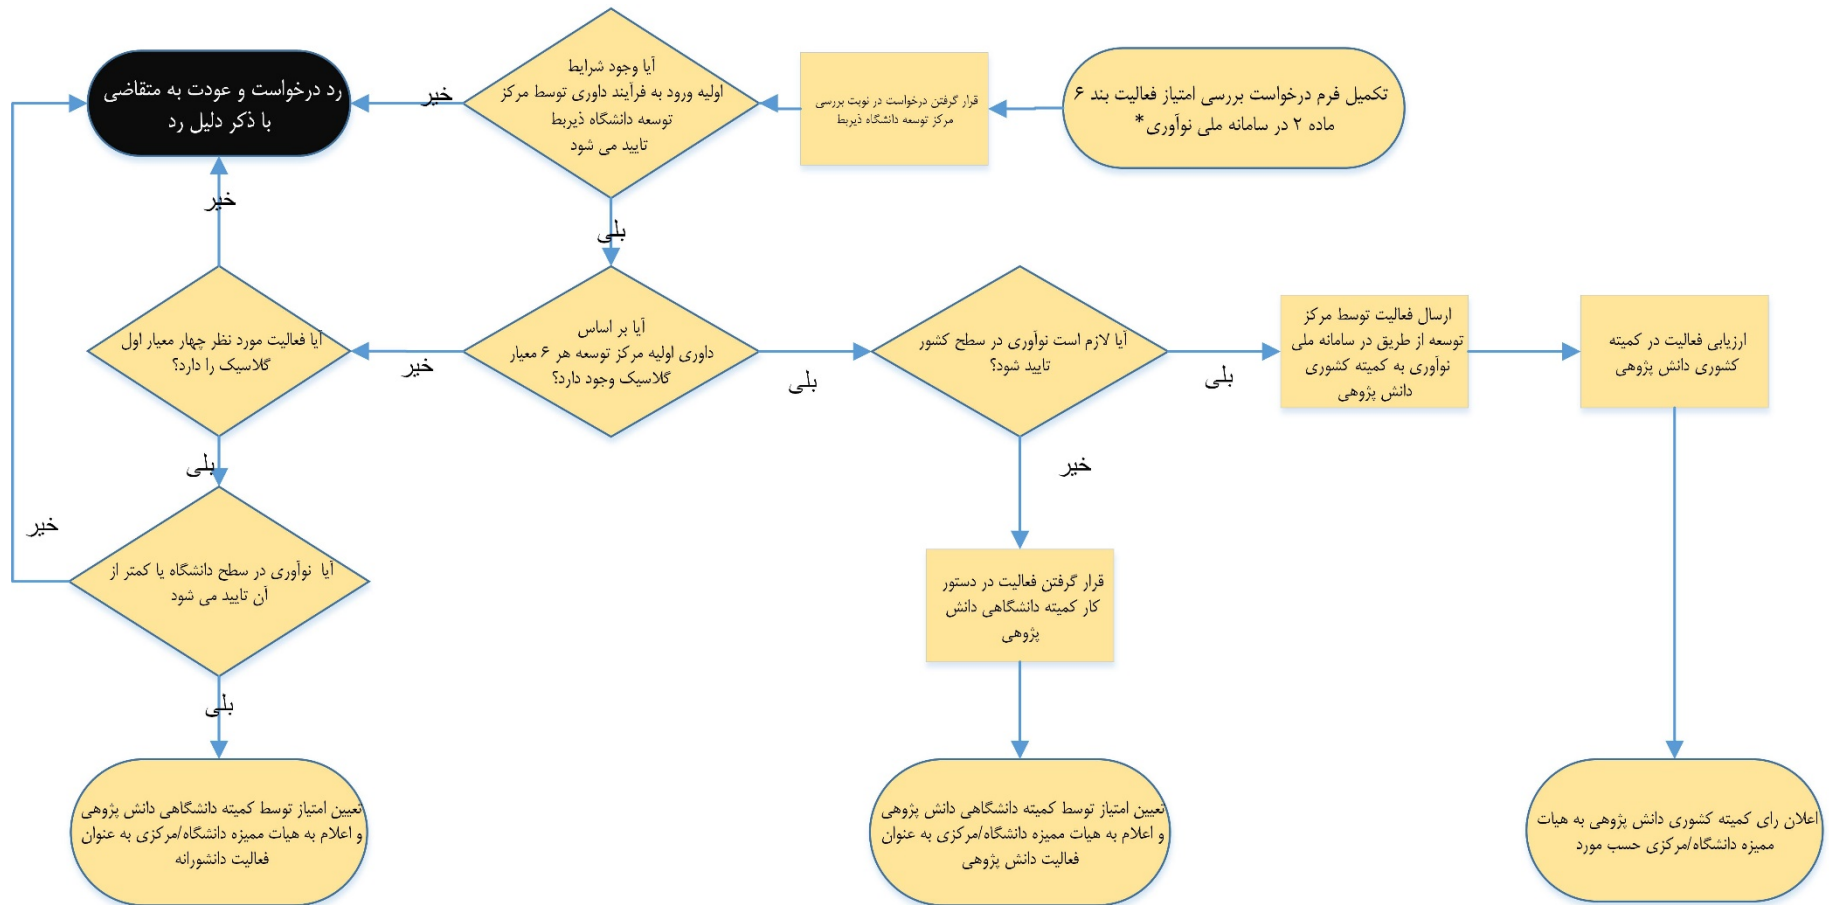 تکمیل فرم درخواست بررسی امتیاز فعالیت بند ۶
ماده ۲ در سامانه ملی نوآوری*
قرار گرفتن درخواست در نوبت بررسی
مرکز توسعه دانشگاه ذیربط
آیا وجود شرایط
اولیه ورود به فرآیند داوری توسط مرکز
توسعه دانشگاه ذیربط
تایید می شود
خیر
رد درخواست و عودت به متقاضی
با ذکر دلیل رد
خیر
بلی
آیا بر اساس
داوری اولیه مرکز توسعه هر ۶ معیار
گلاسیک وجود دارد؟
خیر
آیا فعالیت مورد نظر چهار معیار اول
گلاسیک را دارد؟
بلی
آیا لازم است نوآوری در سطح کشور
تایید شود؟
بلی
ارسال فعالیت توسط مرکز
توسعه از طریق در سامانه ملی
نوآوری به کمیته کشوری
دانش پژوهی
ارزیابی فعالیت در کمیته
کشوری دانش پژوهی
بلی
خیر
خیر
آیا نوآوری در سطح دانشگاه یا کمتر از
آن تایید می شود
قرار گرفتن فعالیت در دستور
کار کمیته دانشگاهی دانش
پژوهی
بلی
تعیین امتیاز توسط کمیته دانشگاهی دانش پژوهی
و اعلام به هیات ممیزه دانشگاه/مرکزی به عنوان
فعالیت دانشورانه
تعیین امتیاز توسط کمیته دانشگاهی دانش پژوهی
و اعلام به هیات ممیزه دانشگاه/مرکزی به عنوان
فعالیت دانش پژوهی
اعلان رای کمیته کشوری دانش پژوهی به هیات
ممیزه دانشگاه/مرکزی حسب مورد